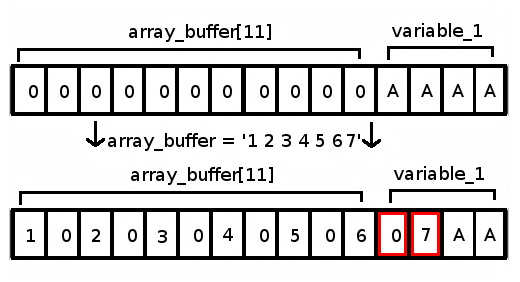 array_buffer[11] variable_1
0 0 0 0 0 0 0 0 0 0 0 A A A A
array_buffer = '1 2 3 4 5 6 7'
array_buffer[11] variable_1
1 0 2 0 3 0 4 0 5 0 6 0 7 A A